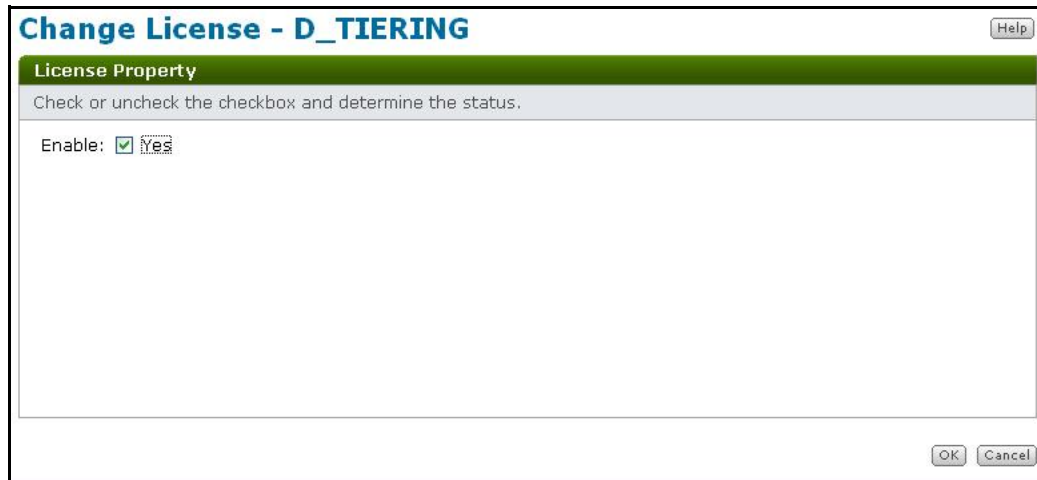 Change License - D_TIERING
Help
License Property
Check or uncheck the checkbox and determine the status.
Enable: Yes
OK Cancel